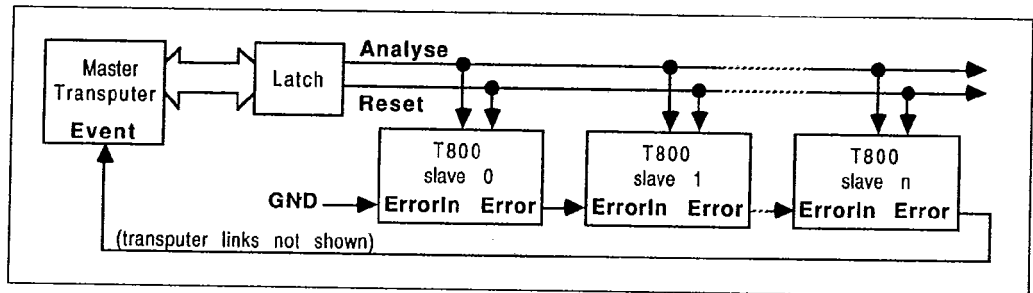 Master
Transputer
Event
Latch
Analyse
Reset
T800
slave 0
ErrorIn Error
T800
slave 1
ErrorIn Error
T800
slave n
ErrorIn Error
GND
(transputer links not shown)